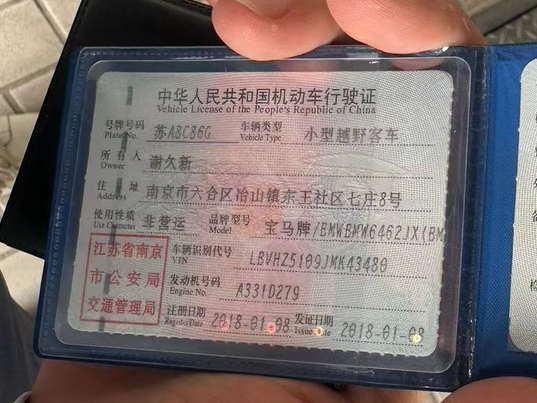 中华人民共和国机动车行驶证
Vehicle License of the People's Republic of China
号牌号码 苏A8C86G 车辆类型 小型越野客车
Plate No. Vehicle Type
所有人 谢久新
Owner
住址 南京市六合区冶山镇东王社区七庄8号
Address
使用性质 非营运 品牌型号 宝马牌/BMWBMW6462JX(BM
Use Character Model
江苏省南京
市公安局
交通管理局
车辆识别代号 LBVHZ5109JMK43480
VIN
发动机号码 A331D279
Engine No.
注册日期 2018-01-08 发证日期 2018-01-08
Register Date Issue Date